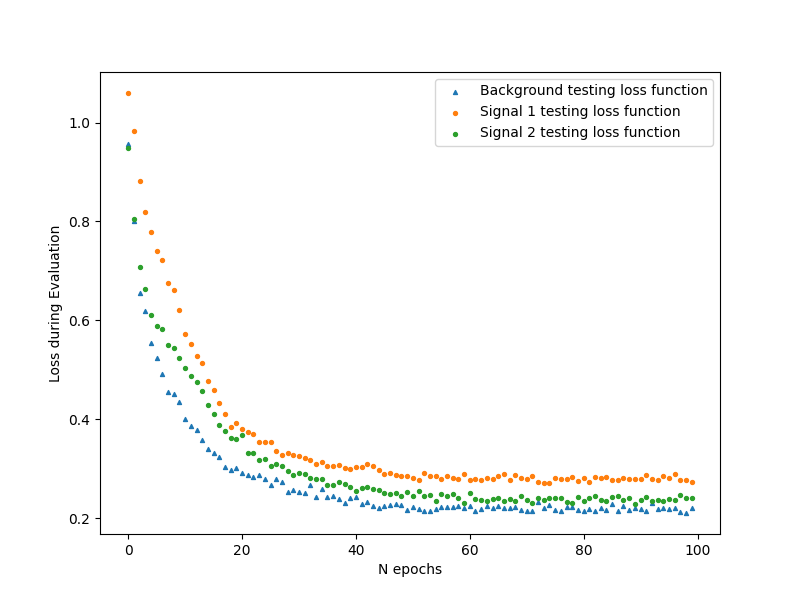 Background testing loss function
Signal 1 testing loss function
Signal 2 testing loss function
Loss during Evaluation
1.0
0.8
0.6
0.4
0.2
0 20 40 60 80 100
N epochs